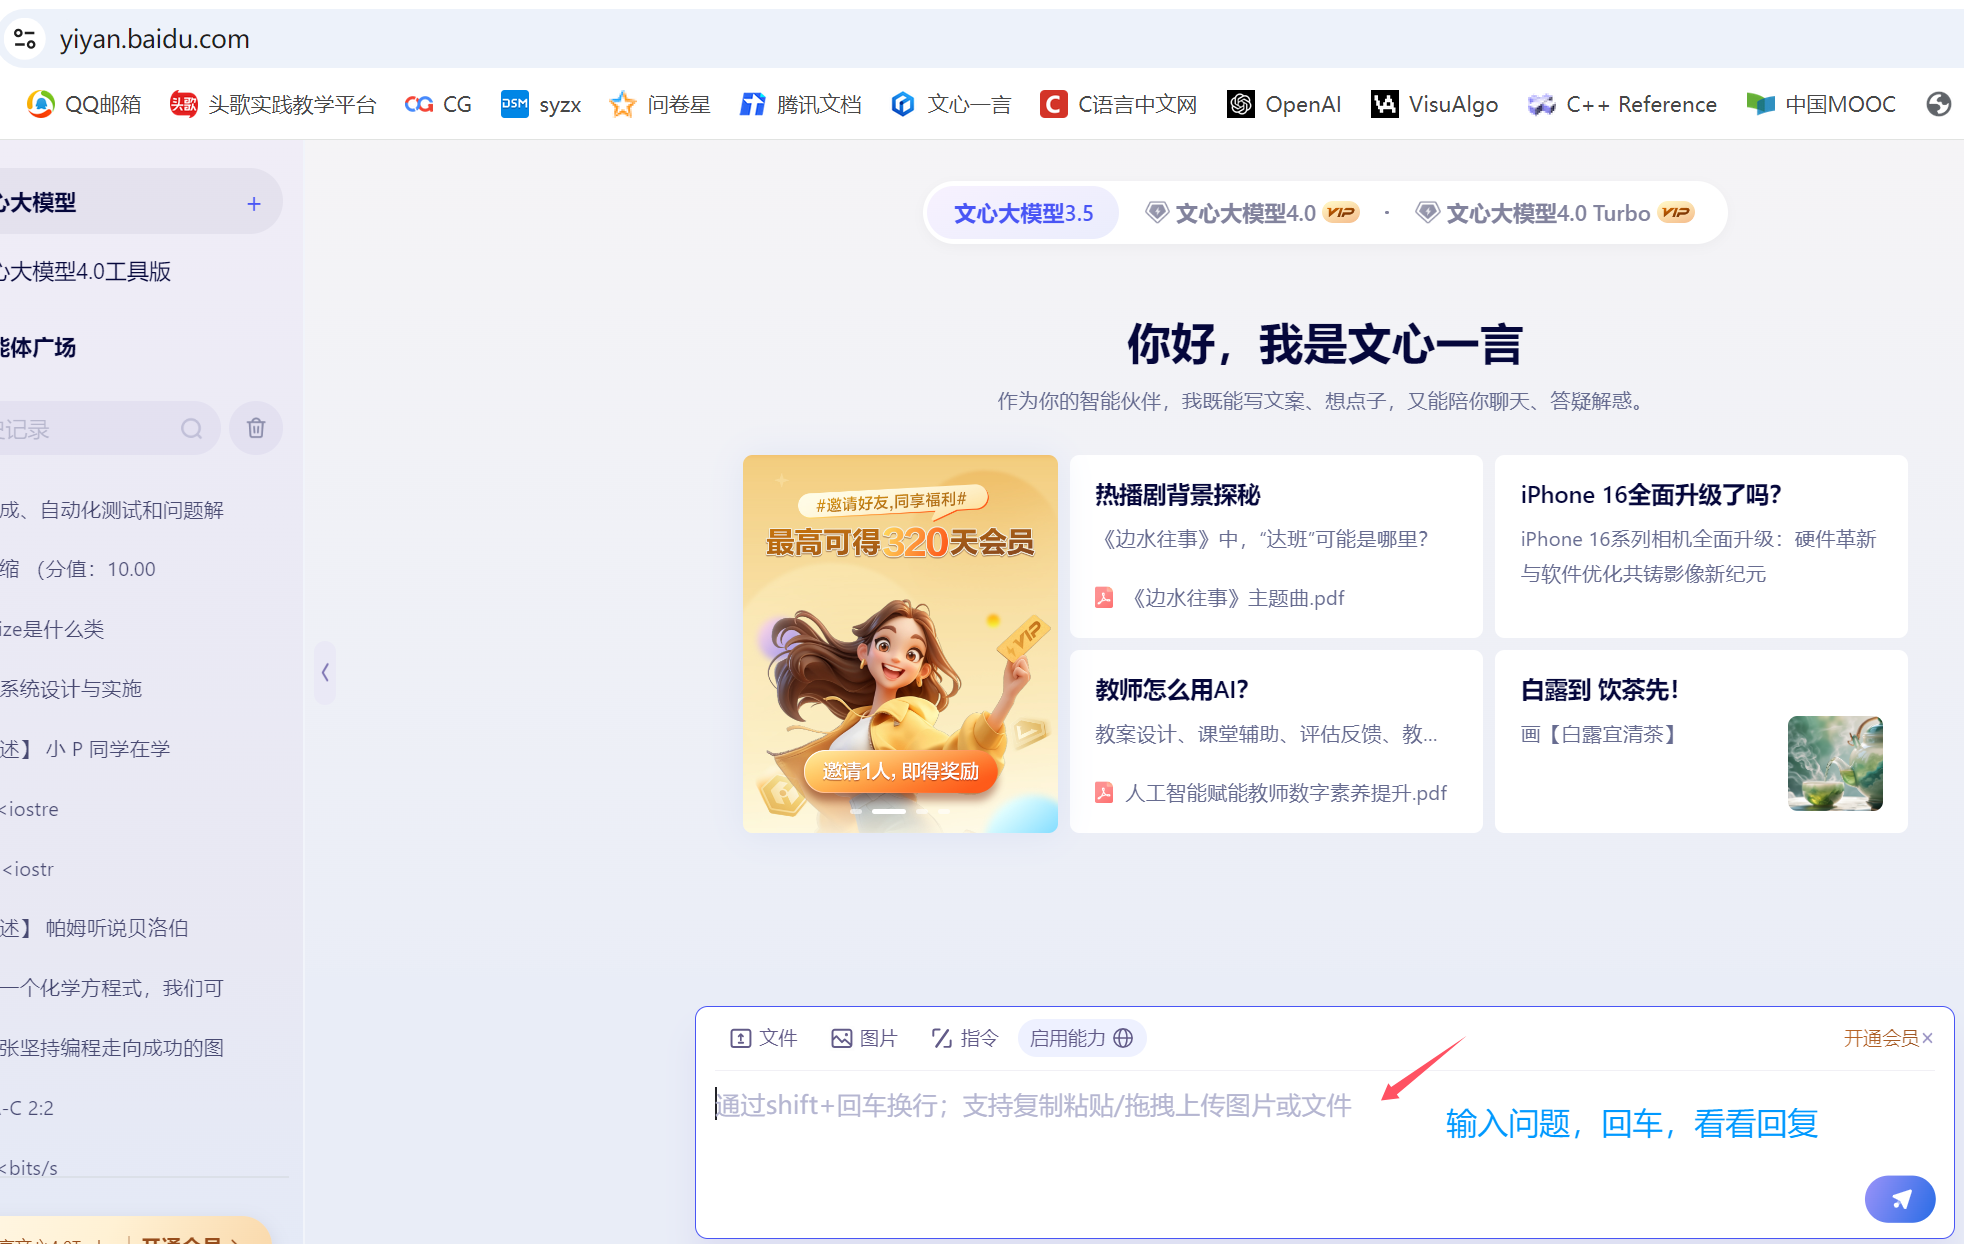 yiyan.baidu.com
QQ邮箱 头歌实践教学平台 CG syzx 问卷星 腾讯文档 文心一言 C语言中文网 OpenAI VisuAlgo C++ Reference 中国MOOC
心大模型 +
心大模型4.0工具版
能体广场
史记录
成、自动化测试和问题解
缩 （分值：10.00
ize是什么类
系统设计与实施
述】 小 P 同学在学
<iostre
<iostr
述】 帕姆听说贝洛伯
一个化学方程式，我们可
张坚持编程走向成功的图
-C 2:2
<bits/s
开通会员 >
文心大模型3.5 文心大模型4.0 VIP · 文心大模型4.0 Turbo VIP
你好，我是文心一言
作为你的智能伙伴，我既能写文案、想点子，又能陪你聊天、答疑解惑。
#邀请好友,同享福利#
最高可得320天会员
VIP
邀请1人, 即得奖励
热播剧背景探秘
《边水往事》中，“达班”可能是哪里？
《边水往事》主题曲.pdf
iPhone 16全面升级了吗？
iPhone 16系列相机全面升级：硬件革新
与软件优化共铸影像新纪元
教师怎么用AI？
教案设计、课堂辅助、评估反馈、教...
人工智能赋能教师数字素养提升.pdf
白露到 饮茶先！
画【白露宜清茶】
文件 图片 指令 启用能力 开通会员×
通过shift+回车换行；支持复制粘贴/拖拽上传图片或文件
输入问题，回车，看看回复